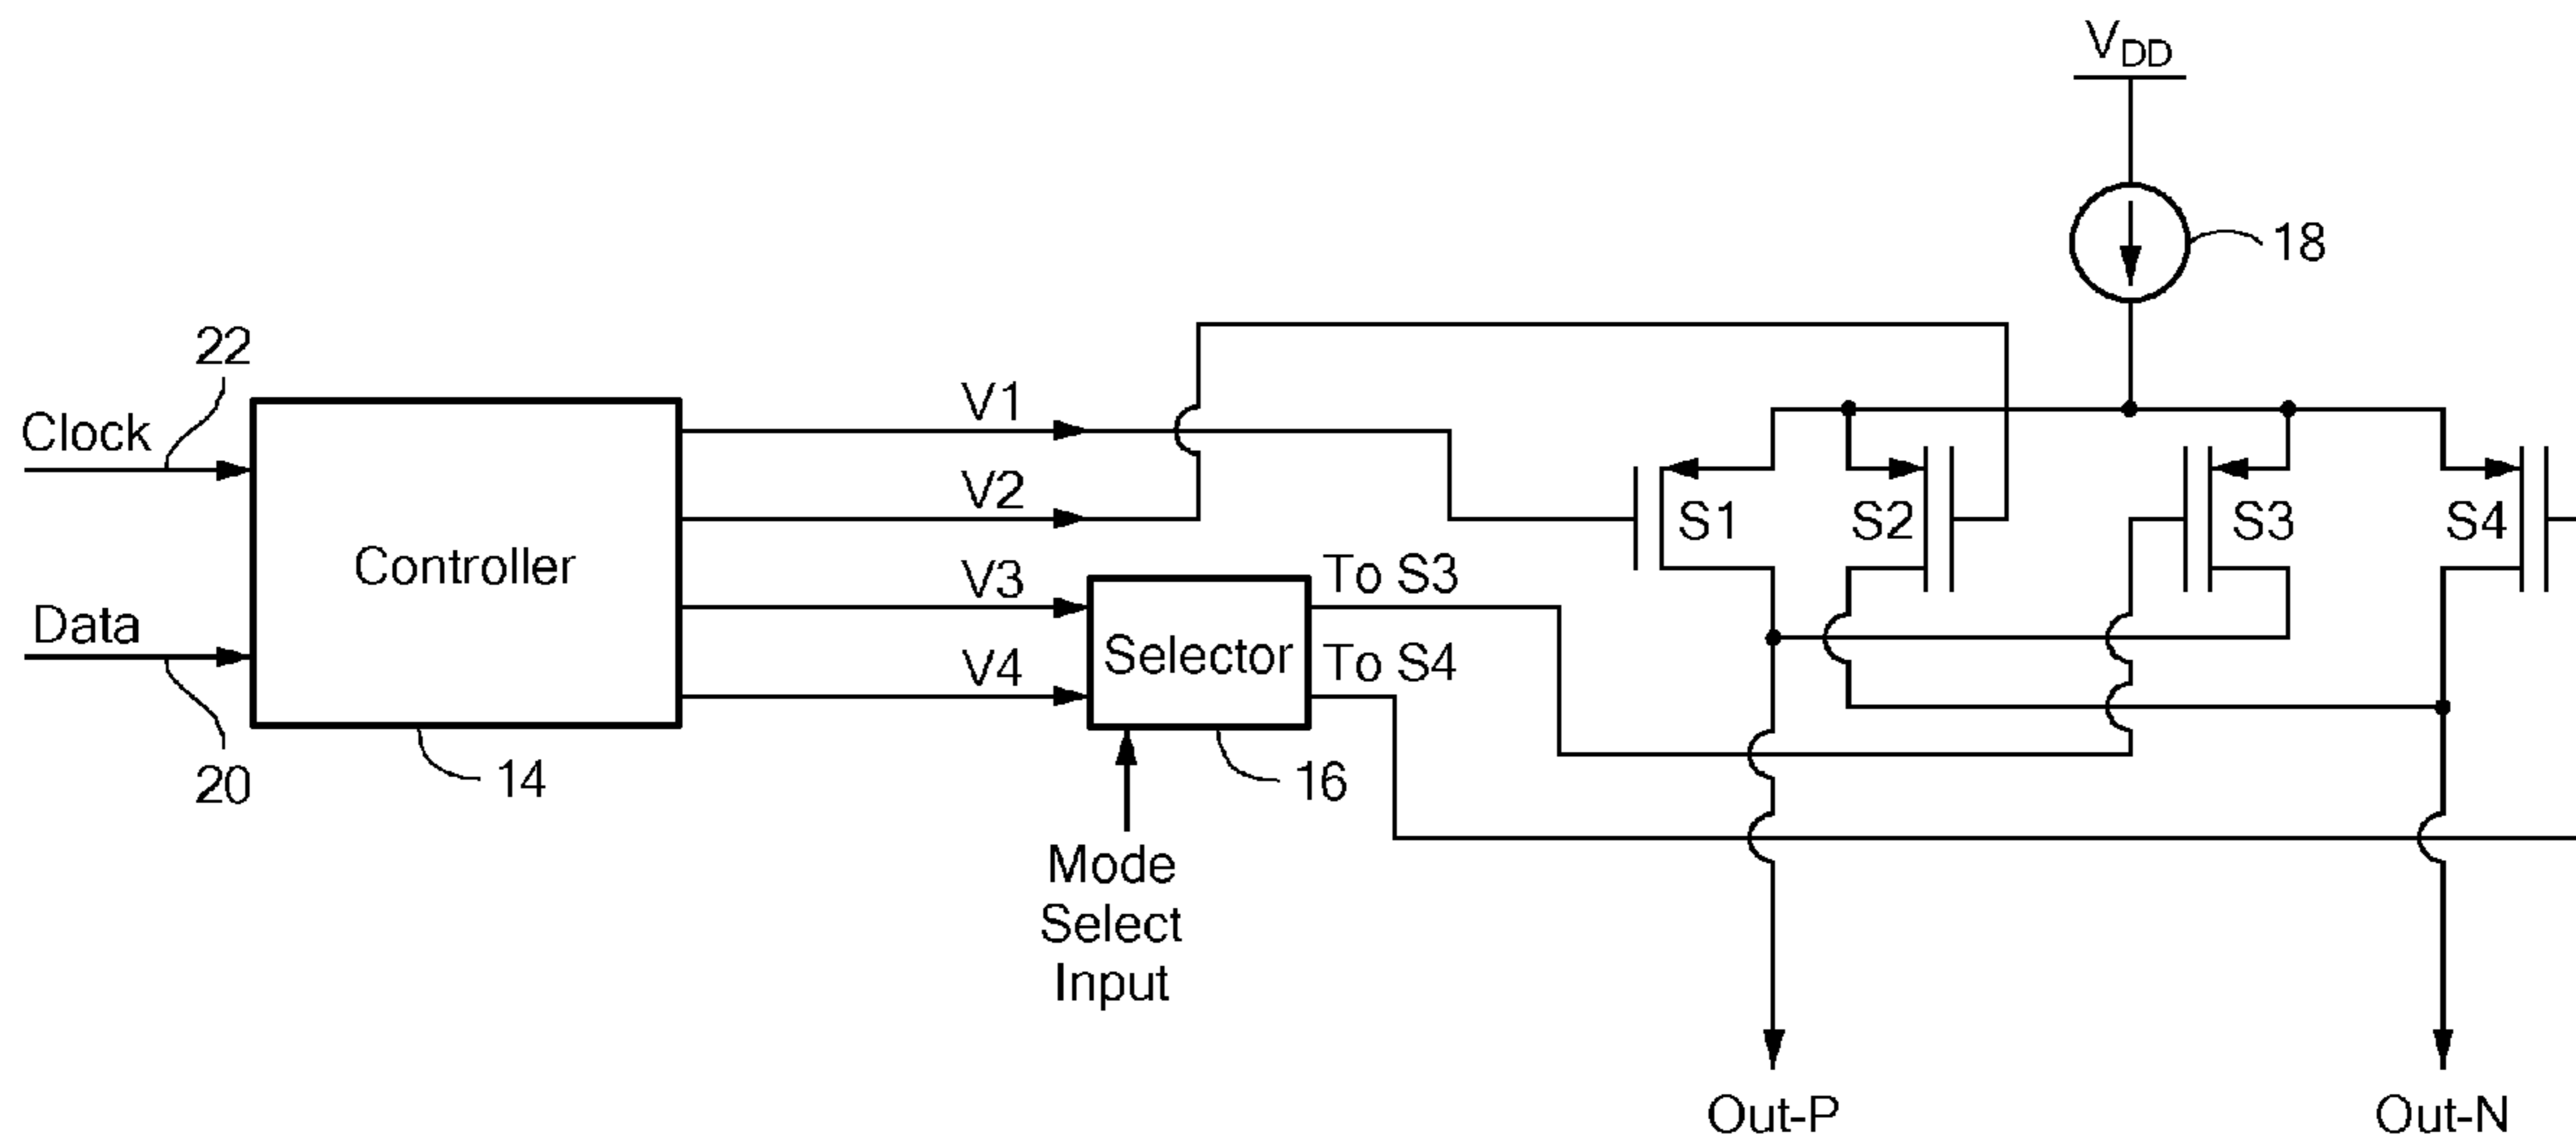 VDD
18
22
Clock
V1
V2
S1
S2
S3
S4
Controller
V3
To S3
Data
Selector
V4
To S4
20
14
16
Mode
Select
Input
Out-P
Out-N